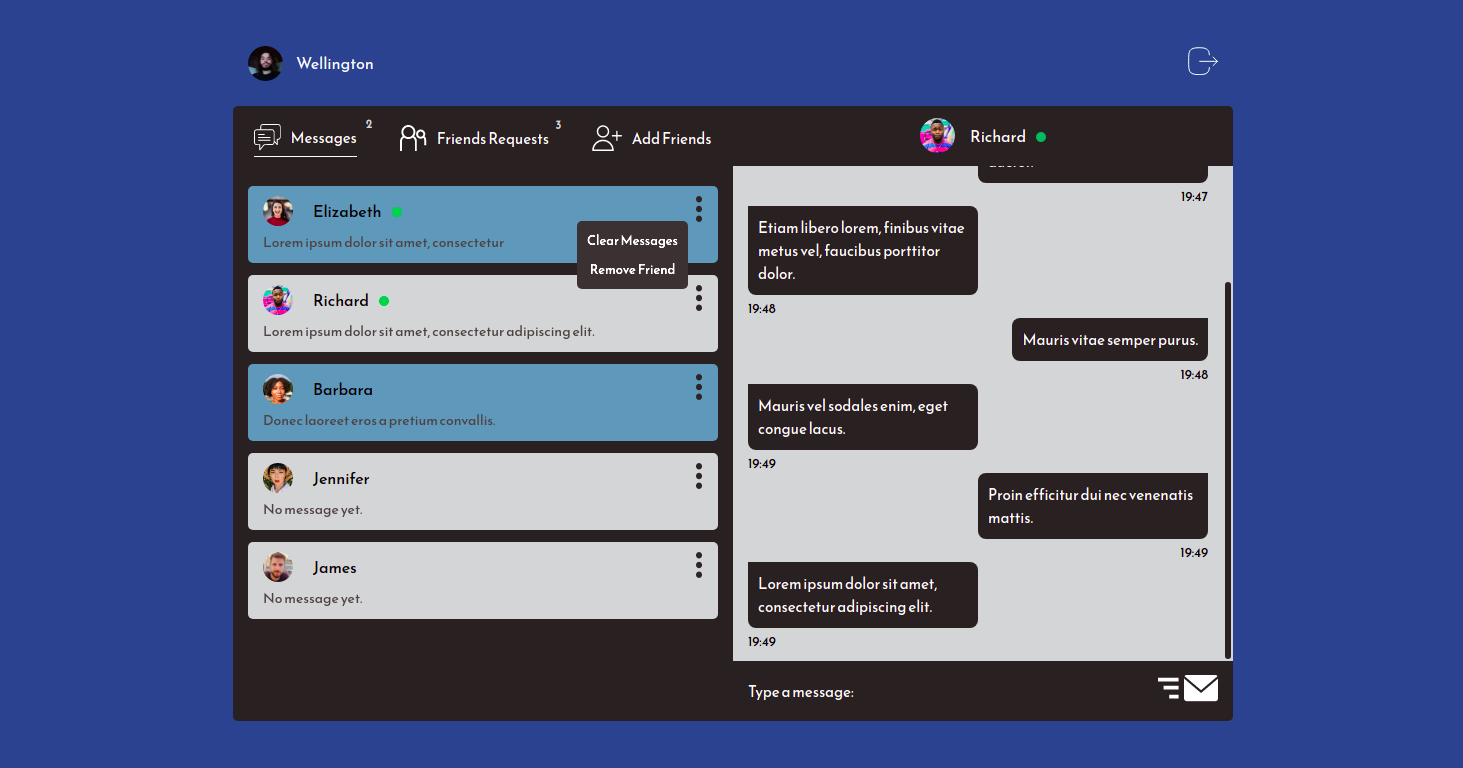 Wellington
Messages
2
Friends Requests
3
Add Friends
Elizabeth
Lorem ipsum dolor sit amet, consectetur
Clear Messages
Remove Friend
Richard
Lorem ipsum dolor sit amet, consectetur adipiscing elit.
Barbara
Donec laoreet eros a pretium convallis.
Jennifer
No message yet.
James
No message yet.
Richard
19:47
Etiam libero lorem, finibus vitae
metus vel, faucibus porttitor
dolor.
19:48
Mauris vitae semper purus.
19:48
Mauris vel sodales enim, eget
congue lacus.
19:49
Proin efficitur dui nec venenatis
mattis.
19:49
Lorem ipsum dolor sit amet,
consectetur adipiscing elit.
19:49
Type a message: